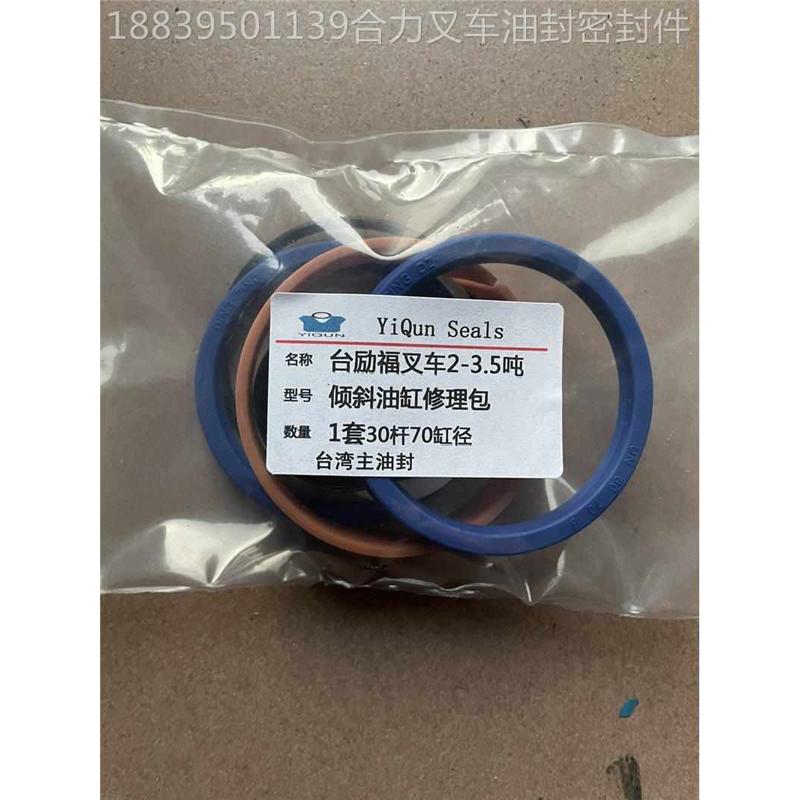 18839501139合力叉车油封密封件
YIQUN
YiQun Seals
名称 台励福叉车2-3.5吨
型号 倾斜油缸修理包
数量 1套30杆70缸径
台湾主油封